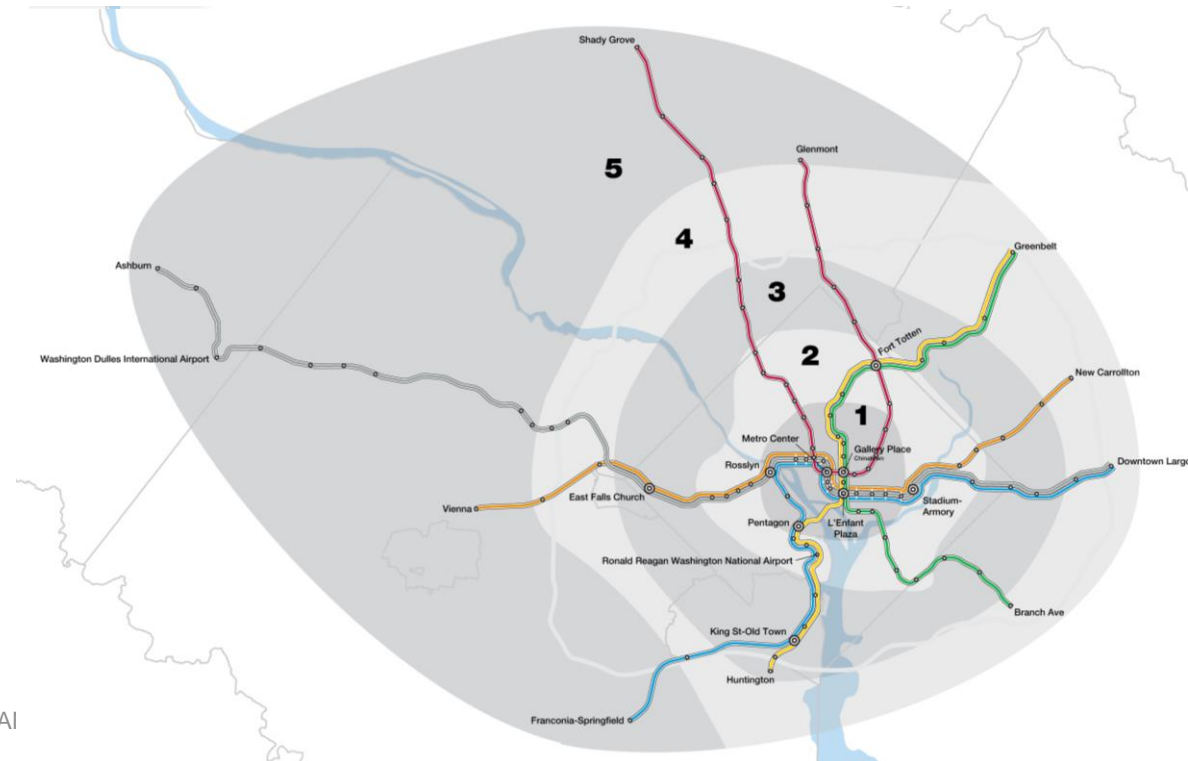 Shady Grove
Glenmont
5
4
Greenbelt
Ashburn
3
Fort Totten
Washington Dulles International Airport
2
New Carrollton
1
Metro Center
Gallery Place
Chinatown
Downtown Largo
Rosslyn
East Falls Church
Stadium-
Armory
Vienna
Pentagon
L'Enfant
Plaza
Ronald Reagan Washington National Airport
Branch Ave
King St-Old Town
Huntington
Franconia-Springfield
AI